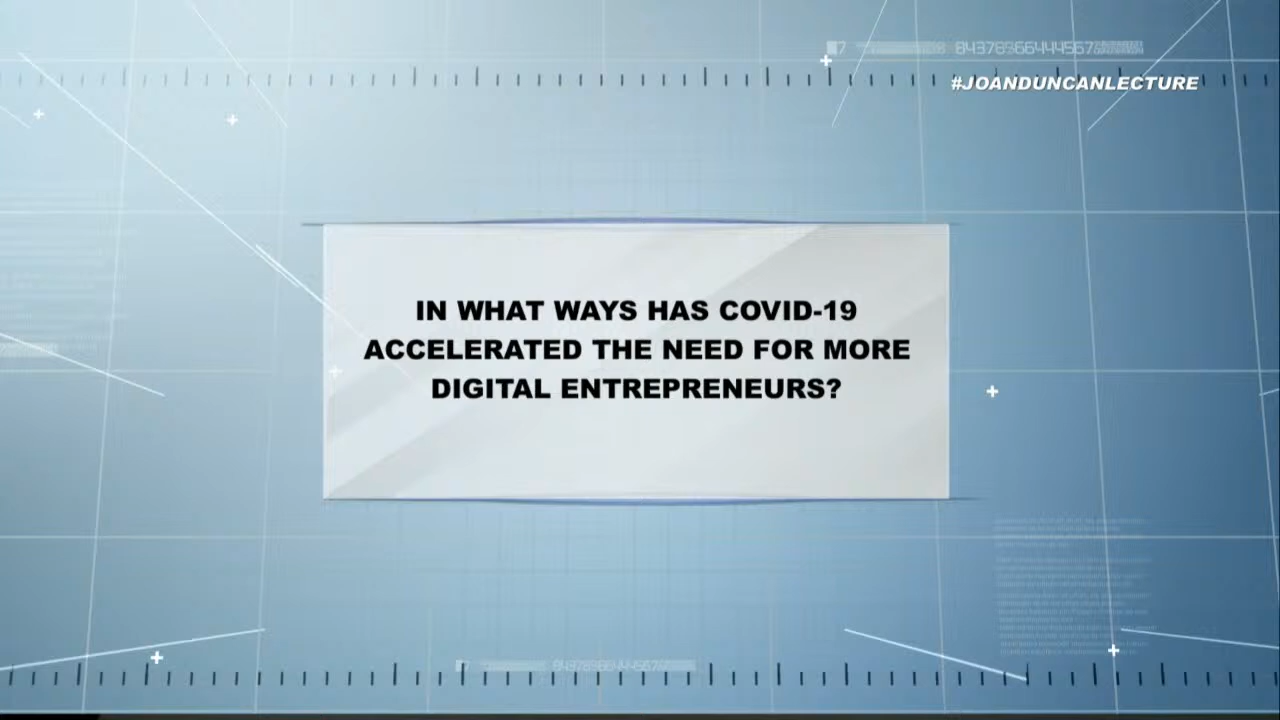 #JOANDUNCANLECTURE
IN WHAT WAYS HAS COVID-19
ACCELERATED THE NEED FOR MORE
DIGITAL ENTREPRENEURS?